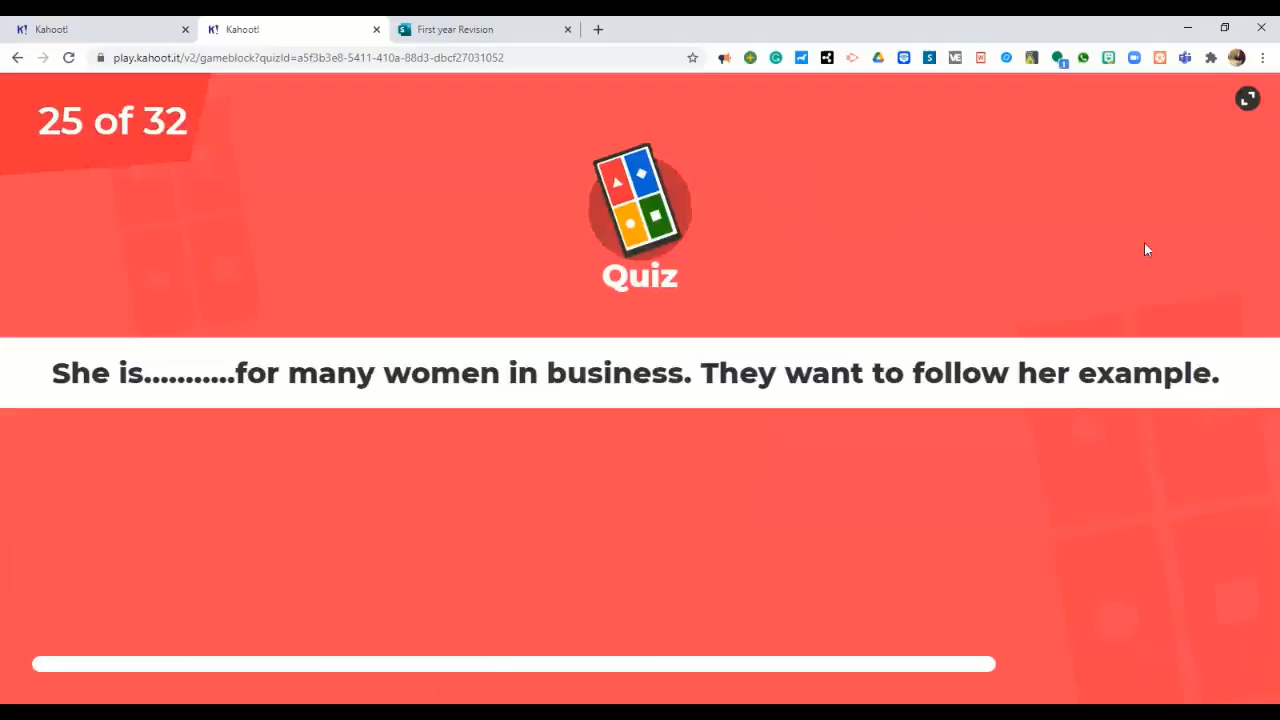 Kahoot!
Kahoot!
First year Revision
play.kahoot.it/v2/gameblock?quizId=a5f3b3e8-5411-410a-88d3-dbcf27031052
25 of 32
Quiz
She is...........for many women in business. They want to follow her example.